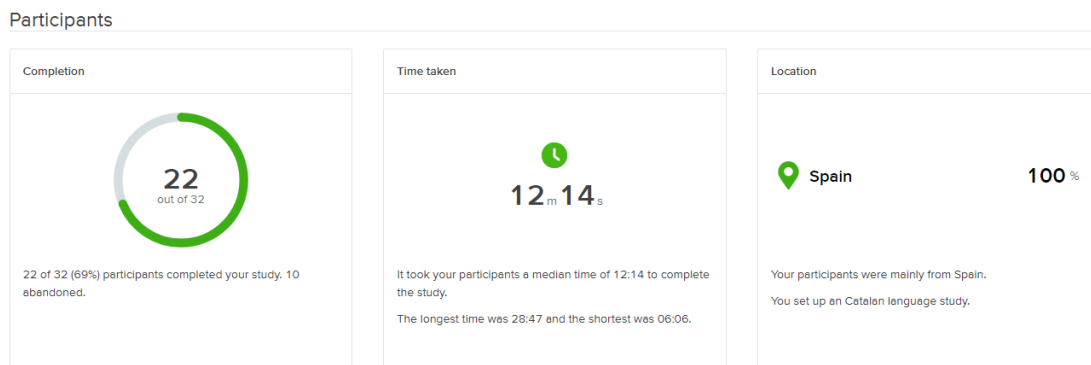 Participants
Completion
22
out of 32
22 of 32 (69%) participants completed your study. 10
abandoned.
Time taken
12 m 14 s
It took your participants a median time of 12:14 to complete
the study.
The longest time was 28:47 and the shortest was 06:06.
Location
Spain 100 %
Your participants were mainly from Spain.
You set up an Catalan language study.